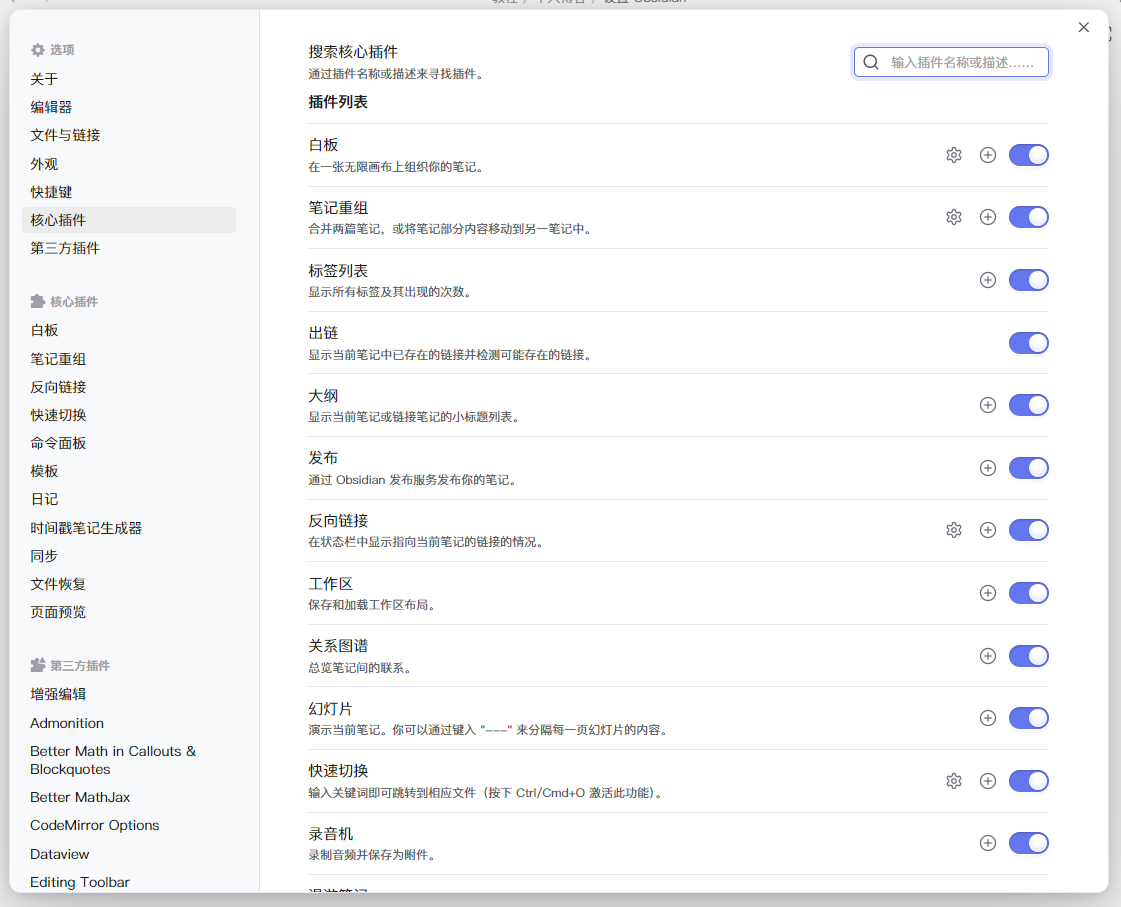 选项
关于
编辑器
文件与链接
外观
快捷键
核心插件
第三方插件
核心插件
白板
笔记重组
反向链接
快速切换
命令面板
模板
日记
时间戳笔记生成器
同步
文件恢复
页面预览
第三方插件
增强编辑
Admonition
Better Math in Callouts &
Blockquotes
Better MathJax
CodeMirror Options
Dataview
Editing Toolbar
搜索核心插件
通过插件名称或描述来寻找插件。
输入插件名称或描述......
插件列表
白板
在一张无限画布上组织你的笔记。
笔记重组
合并两篇笔记，或将笔记部分内容移动到另一笔记中。
标签列表
显示所有标签及其出现的次数。
出链
显示当前笔记中已存在的链接并检测可能存在的链接。
大纲
显示当前笔记或链接笔记的小标题列表。
发布
通过 Obsidian 发布服务发布你的笔记。
反向链接
在状态栏中显示指向当前笔记的链接的情况。
工作区
保存和加载工作区布局。
关系图谱
总览笔记间的联系。
幻灯片
演示当前笔记。你可以通过键入 "---" 来分隔每一页幻灯片的内容。
快速切换
输入关键词即可跳转到相应文件（按下 Ctrl/Cmd+O 激活此功能）。
录音机
录制音频并保存为附件。